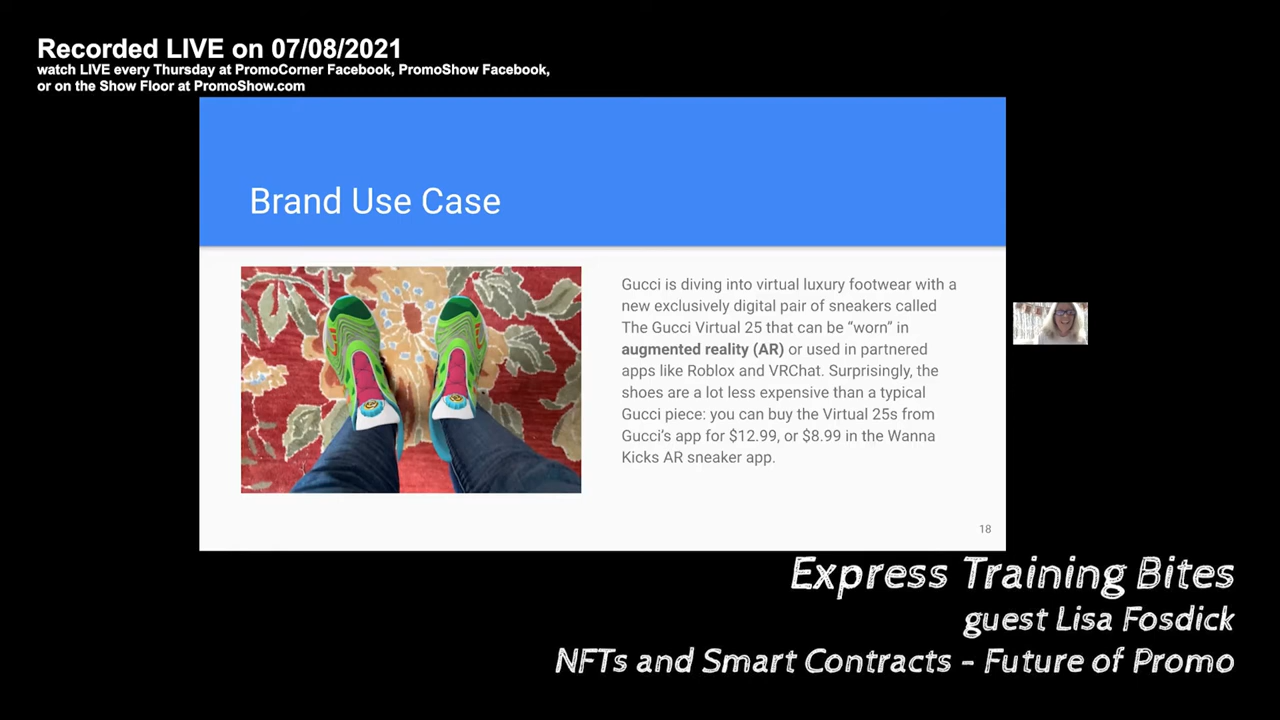 Recorded LIVE on 07/08/2021
watch LIVE every Thursday at PromoCorner Facebook, PromoShow Facebook,
or on the Show Floor at PromoShow.com
Brand Use Case
Gucci is diving into virtual luxury footwear with a
new exclusively digital pair of sneakers called
The Gucci Virtual 25 that can be “worn” in
augmented reality (AR) or used in partnered
apps like Roblox and VRChat. Surprisingly, the
shoes are a lot less expensive than a typical
Gucci piece: you can buy the Virtual 25s from
Gucci’s app for $12.99, or $8.99 in the Wanna
Kicks AR sneaker app.
18
Express Training Bites
guest Lisa Fosdick
NFTs and Smart Contracts - Future of Promo